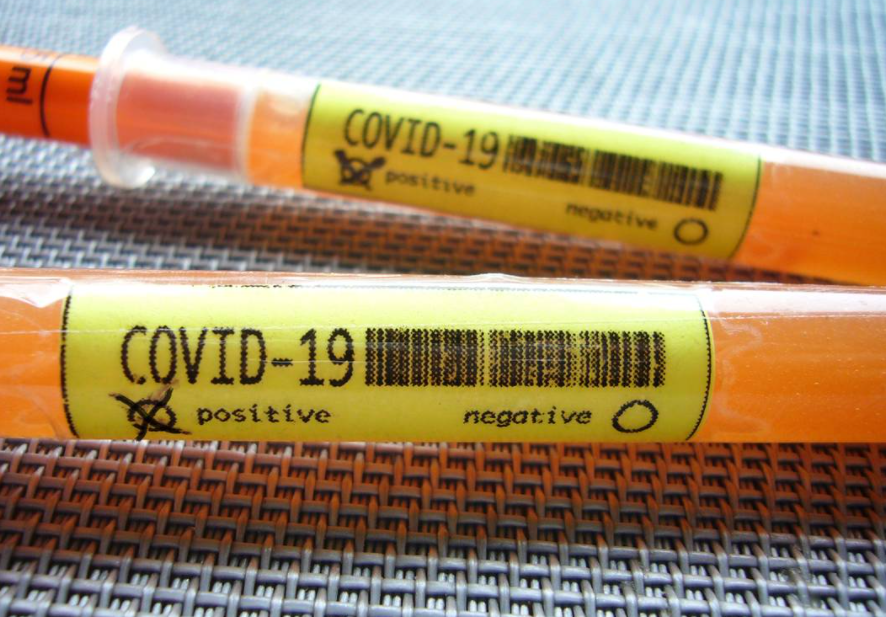 ml
COVID-19
positive
negative
COVID-19
positive negative